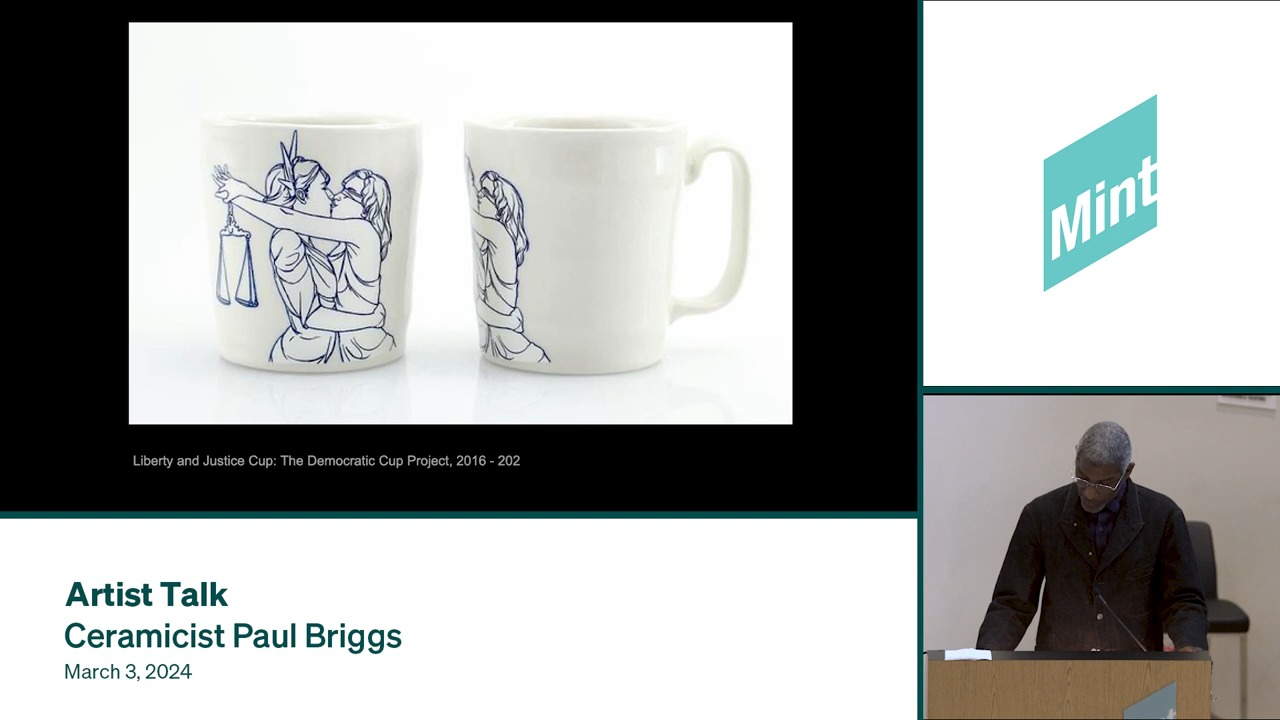 Liberty and Justice Cup: The Democratic Cup Project, 2016 - 202
Artist Talk
Ceramicist Paul Briggs
March 3, 2024
Mint